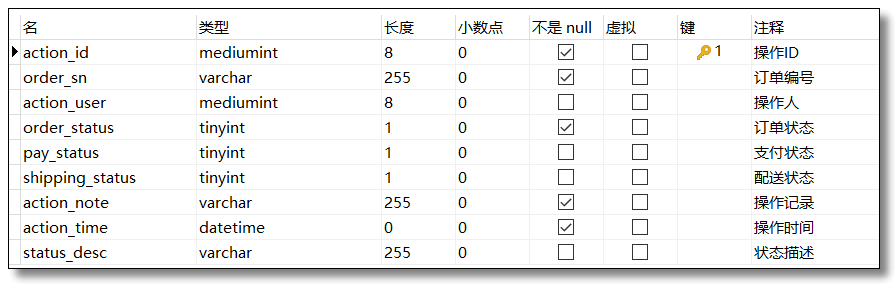 名 类型 长度 小数点 不是 null 虚拟 键 注释
action_id mediumint 8 0 1 操作ID
order_sn varchar 255 0 订单编号
action_user mediumint 8 0 操作人
order_status tinyint 1 0 订单状态
pay_status tinyint 1 0 支付状态
shipping_status tinyint 1 0 配送状态
action_note varchar 255 0 操作记录
action_time datetime 0 0 操作时间
status_desc varchar 255 0 状态描述